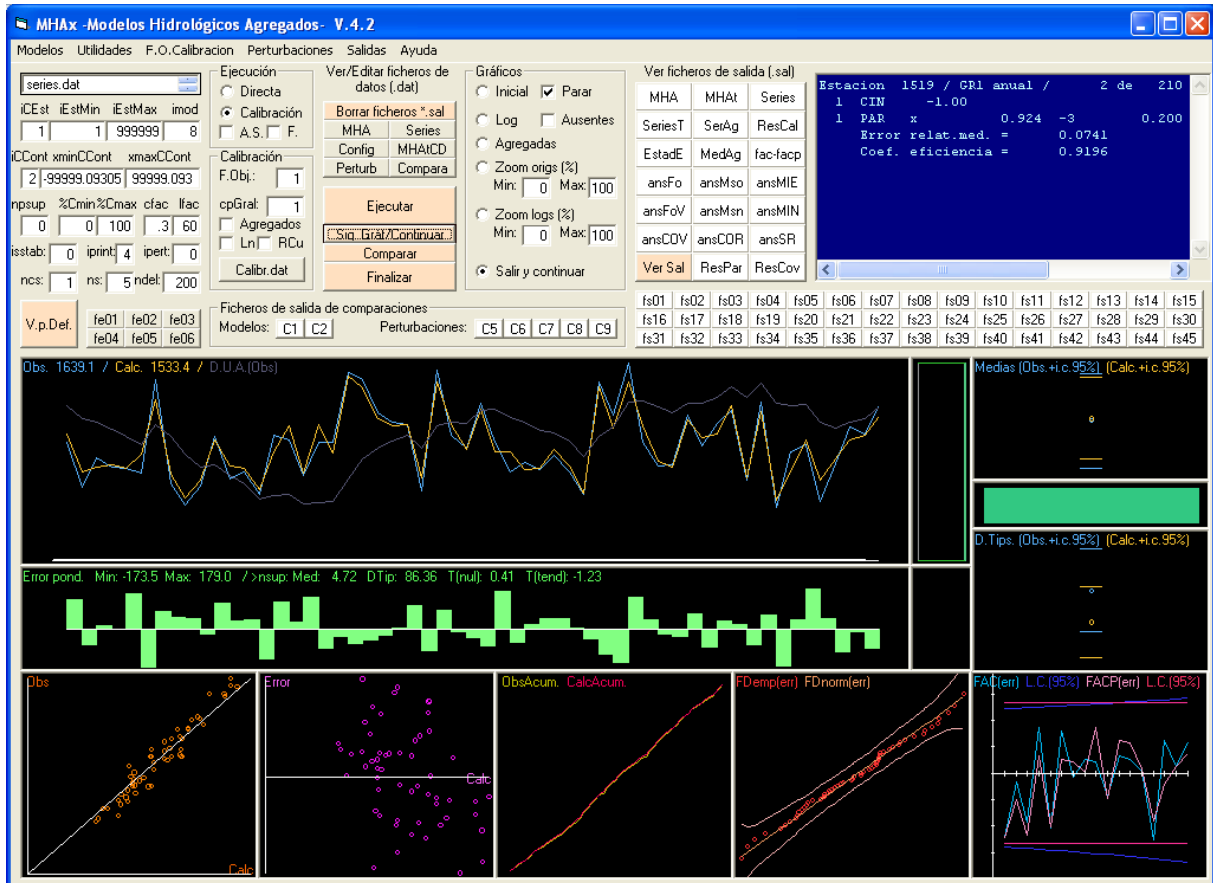 MHAx -Modelos Hidrológicos Agregados- V.4.2
Modelos Utilidades F.O.Calibracion Perturbaciones Salidas Ayuda
series.dat
iCEst iEstMin iEstMax imod
1 1 999999 8
iCCont xminCCont xmaxCCont
2 -99999.09305 99999.093
npsup %Cmin %Cmax cfac lfac
0 0 100 .3 60
isstab: 0 iprint: 4 ipert: 0
ncs: 1 ns: 5 ndel: 200
V.p.Def.
fe01 fe02 fe03
fe04 fe05 fe06
Ejecución
Directa
Calibración
A.S. F.
Calibración
F.Obj.: 1
cpGral: 1
Agregados
Ln RCu
Calibr.dat
Ver/Editar ficheros de
datos (.dat)
Borrar ficheros *.sal
MHA Series
Config MHAtCD
Perturb Compara
Ejecutar
Sig.Gráf/Continuar
Comparar
Finalizar
Gráficos
Inicial Parar
Log Ausentes
Agregadas
Zoom origs (%)
Min: 0 Max: 100
Zoom logs (%)
Min: 0 Max: 100
Salir y continuar
Ficheros de salida de comparaciones
Modelos: C1 C2 Perturbaciones: C5 C6 C7 C8 C9
Ver ficheros de salida (.sal)
MHA MHAt Series
SeriesT SerAg ResCal
EstadE MedAg fac-facp
ansFo ansMso ansMIE
ansFoV ansMsn ansMIN
ansCOV ansCOR ansSR
Ver Sal ResPar ResCov
Estacion 1519 / GR1 anual / 2 de 210
1 CIN -1.00
1 PAR x 0.924 -3 0.200
Error relat.med. = 0.0741
Coef. eficiencia = 0.9196
fs01 fs02 fs03 fs04 fs05 fs06 fs07 fs08 fs09 fs10 fs11 fs12 fs13 fs14 fs15
fs16 fs17 fs18 fs19 fs20 fs21 fs22 fs23 fs24 fs25 fs26 fs27 fs28 fs29 fs30
fs31 fs32 fs33 fs34 fs35 fs36 fs37 fs38 fs39 fs40 fs41 fs42 fs43 fs44 fs45
Obs. 1639.1 / Calc. 1533.4 / D.U.A.(Obs)
Medias (Obs.+i.c.95%) (Calc.+i.c.95%)
D.Tips. (Obs.+i.c.95%) (Calc.+i.c.95%)
Error pond. Min: -173.5 Max: 179.0 / >nsup: Med: 4.72 DTip: 86.36 T(nul): 0.41 T(tend): -1.23
Obs
Calc
Error
Calc
ObsAcum. CalcAcum.
FDemp(err) FDnorm(err)
FAC(err) L.C.(95%) FACP(err) L.C.(95%)